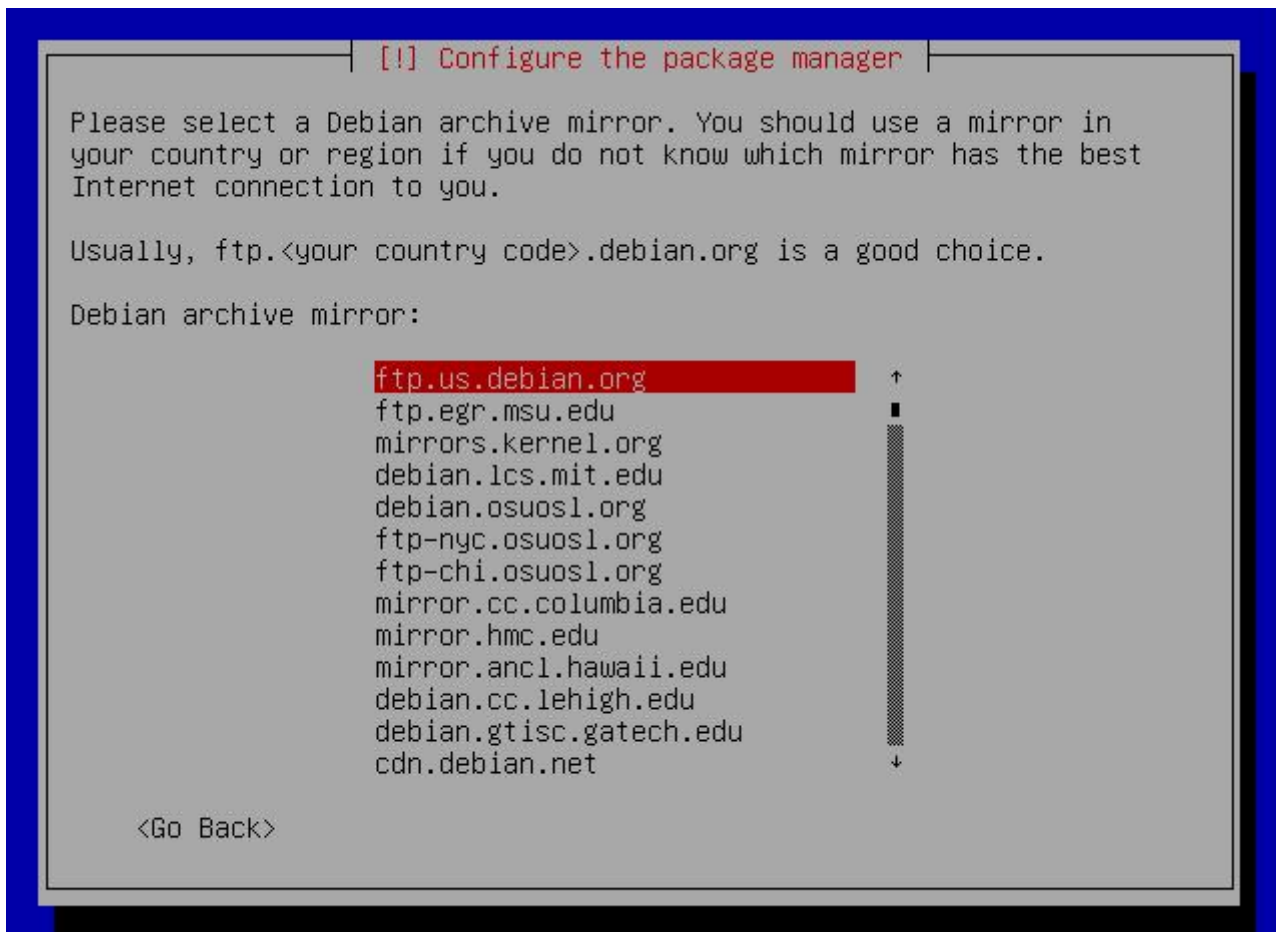 [!] Configure the package manager
Please select a Debian archive mirror. You should use a mirror in
your country or region if you do not know which mirror has the best
Internet connection to you.
Usually, ftp.<your country code>.debian.org is a good choice.
Debian archive mirror:
ftp.us.debian.org
ftp.egr.msu.edu
mirrors.kernel.org
debian.lcs.mit.edu
debian.osuosl.org
ftp-nyc.osuosl.org
ftp-chi.osuosl.org
mirror.cc.columbia.edu
mirror.hmc.edu
mirror.ancl.hawaii.edu
debian.cc.lehigh.edu
debian.gtisc.gatech.edu
cdn.debian.net
<Go Back>